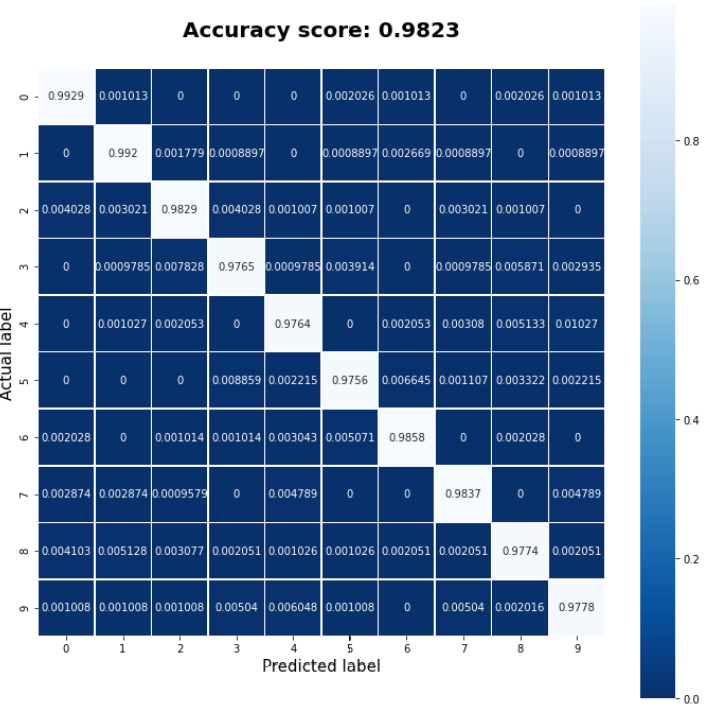 Accuracy score: 0.9823
0 0.9929 0.001013 0 0 0 0.002026 0.001013 0 0.002026 0.001013
1 0 0.992 0.001779 0.0008897 0 0.0008897 0.002669 0.0008897 0 0.0008897
0.8
2 0.004028 0.003021 0.9829 0.004028 0.001007 0.001007 0 0.003021 0.001007 0
3 0 0.0009785 0.007828 0.9765 0.0009785 0.003914 0 0.0009785 0.005871 0.002935
0.6
4 0 0.001027 0.002053 0 0.9764 0 0.002053 0.00308 0.005133 0.01027
Actual label
5 0 0 0 0.008859 0.002215 0.9756 0.006645 0.001107 0.003322 0.002215
0.4
6 0.002028 0 0.001014 0.001014 0.003043 0.005071 0.9858 0 0.002028 0
7 0.002874 0.002874 0.0009579 0 0.004789 0 0 0.9837 0 0.004789
8 0.004103 0.005128 0.003077 0.002051 0.001026 0.001026 0.002051 0.002051 0.9774 0.002051
0.2
9 0.001008 0.001008 0.001008 0.00504 0.006048 0.001008 0 0.00504 0.002016 0.9778
0 1 2 3 4 5 6 7 8 9
Predicted label
0.0